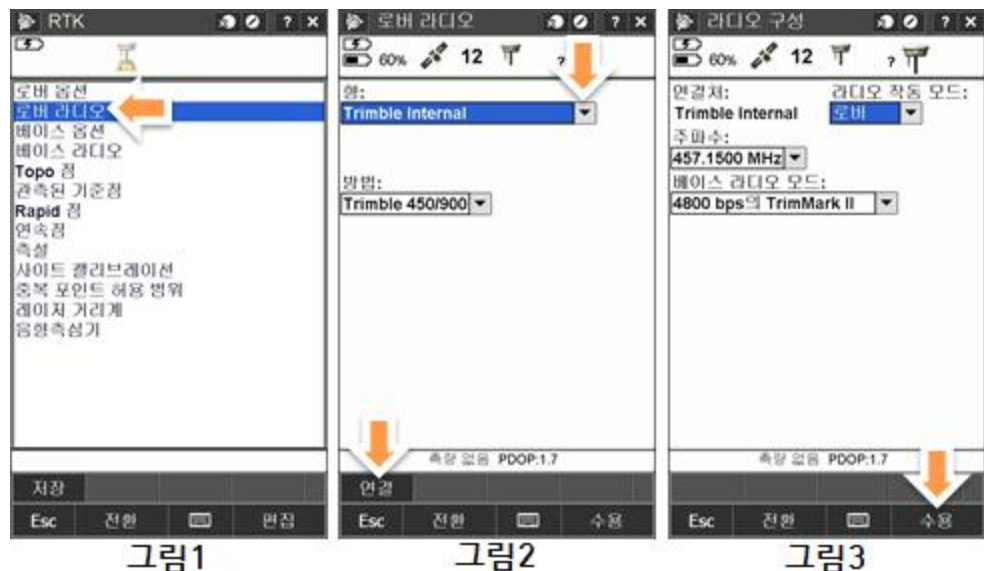 RTK
로버 옵션
로버 라디오
베이스 옵션
베이스 라디오
Topo 점
관측된 기준점
Rapid 점
연속점
측설
사이트 캘리브레이션
중복 포인트 허용 범위
레이저 거리계
음향측심기
저장
Esc 전환 편집
그림1
로버 라디오 ? x
60% 12 ?
형:
Trimble Internal
방법:
Trimble 450/900
측량 없음 PDOP:1.7
연결
Esc 전환 수용
그림2
라디오 구성 ? x
60% 12 ?
연결처: 라디오 작동 모드:
Trimble Internal 로버
주파수:
457.1500 MHz
베이스 라디오 모드:
4800 bps의 TrimMark II
측량 없음 PDOP:1.7
Esc 전환 수용
그림3